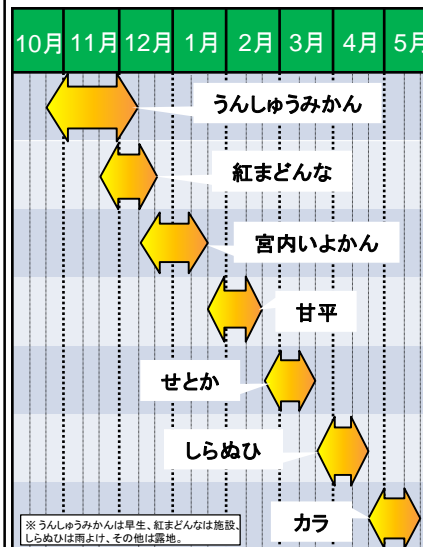 10月 11月 12月 1月 2月 3月 4月 5月
うんしゅうみかん
紅まどんな
宮内いよかん
甘平
せとか
しらぬひ
カラ
※うんしゅうみかんは早生、紅まどんなは施設、
しらぬひは雨よけ、その他は露地。